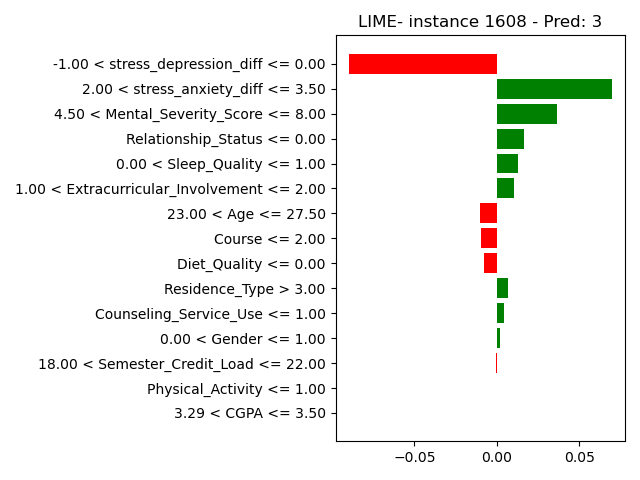 LIME- instance 1608 - Pred: 3
-1.00 < stress_depression_diff <= 0.00
2.00 < stress_anxiety_diff <= 3.50
4.50 < Mental_Severity_Score <= 8.00
Relationship_Status <= 0.00
0.00 < Sleep_Quality <= 1.00
1.00 < Extracurricular_Involvement <= 2.00
23.00 < Age <= 27.50
Course <= 2.00
Diet_Quality <= 0.00
Residence_Type > 3.00
Counseling_Service_Use <= 1.00
0.00 < Gender <= 1.00
18.00 < Semester_Credit_Load <= 22.00
Physical_Activity <= 1.00
3.29 < CGPA <= 3.50
−0.05 0.00 0.05